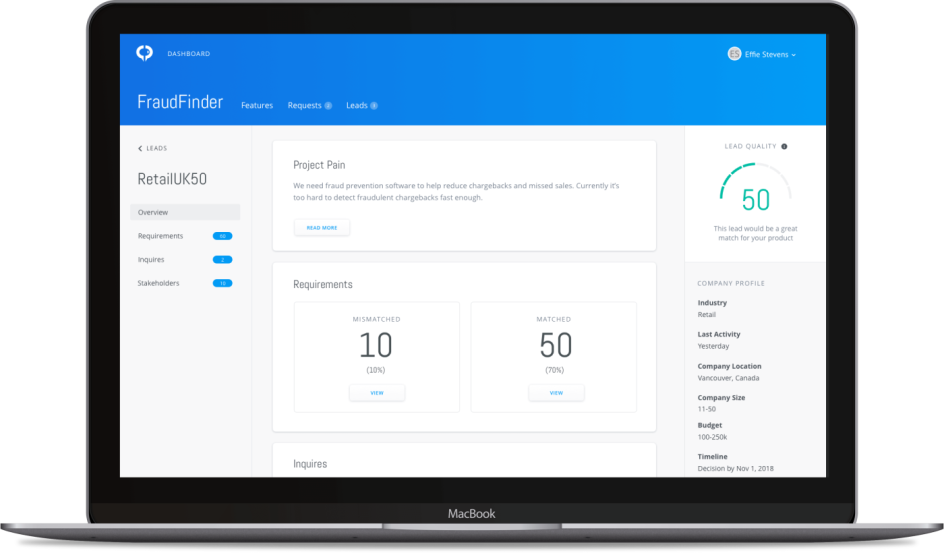 DASHBOARD
ES Effie Stevens
FraudFinder Features Requests Leads
LEADS
RetailUK50
Overview
Requirements
Inquires 2
Stakeholders 10
Project Pain
We need fraud prevention software to help reduce chargebacks and missed sales. Currently it's
too hard to detect fraudulent chargebacks fast enough.
READ MORE
Requirements
MISMATCHED
10
(10%)
VIEW
MATCHED
50
(70%)
VIEW
Inquires
LEAD QUALITY
50
This lead would be a great
match for your product
COMPANY PROFILE
Industry
Retail
Last Activity
Yesterday
Company Location
Vancouver, Canada
Company Size
11-50
Budget
100-250k
Timeline
Decision by Nov 1, 2018
MacBook